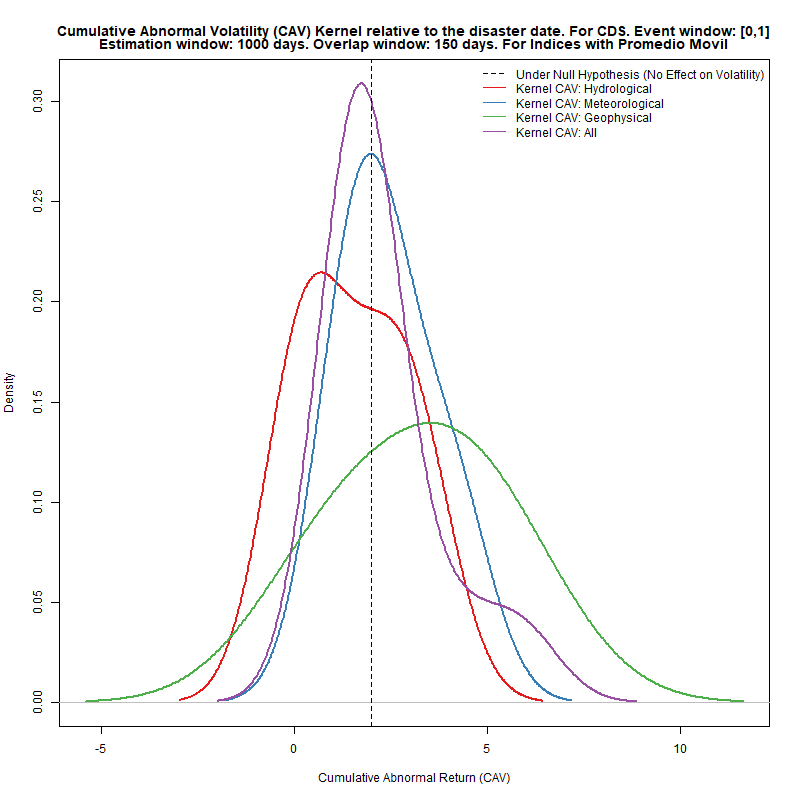 Cumulative Abnormal Volatility (CAV) Kernel relative to the disaster date. For CDS. Event window: [0,1]
Estimation window: 1000 days. Overlap window: 150 days. For Indices with Promedio Movil
Under Null Hypothesis (No Effect on Volatility)
Kernel CAV: Hydrological
Kernel CAV: Meteorological
Kernel CAV: Geophysical
Kernel CAV: All
Density
0.30
0.25
0.20
0.15
0.10
0.05
0.00
-5 0 5 10
Cumulative Abnormal Return (CAV)